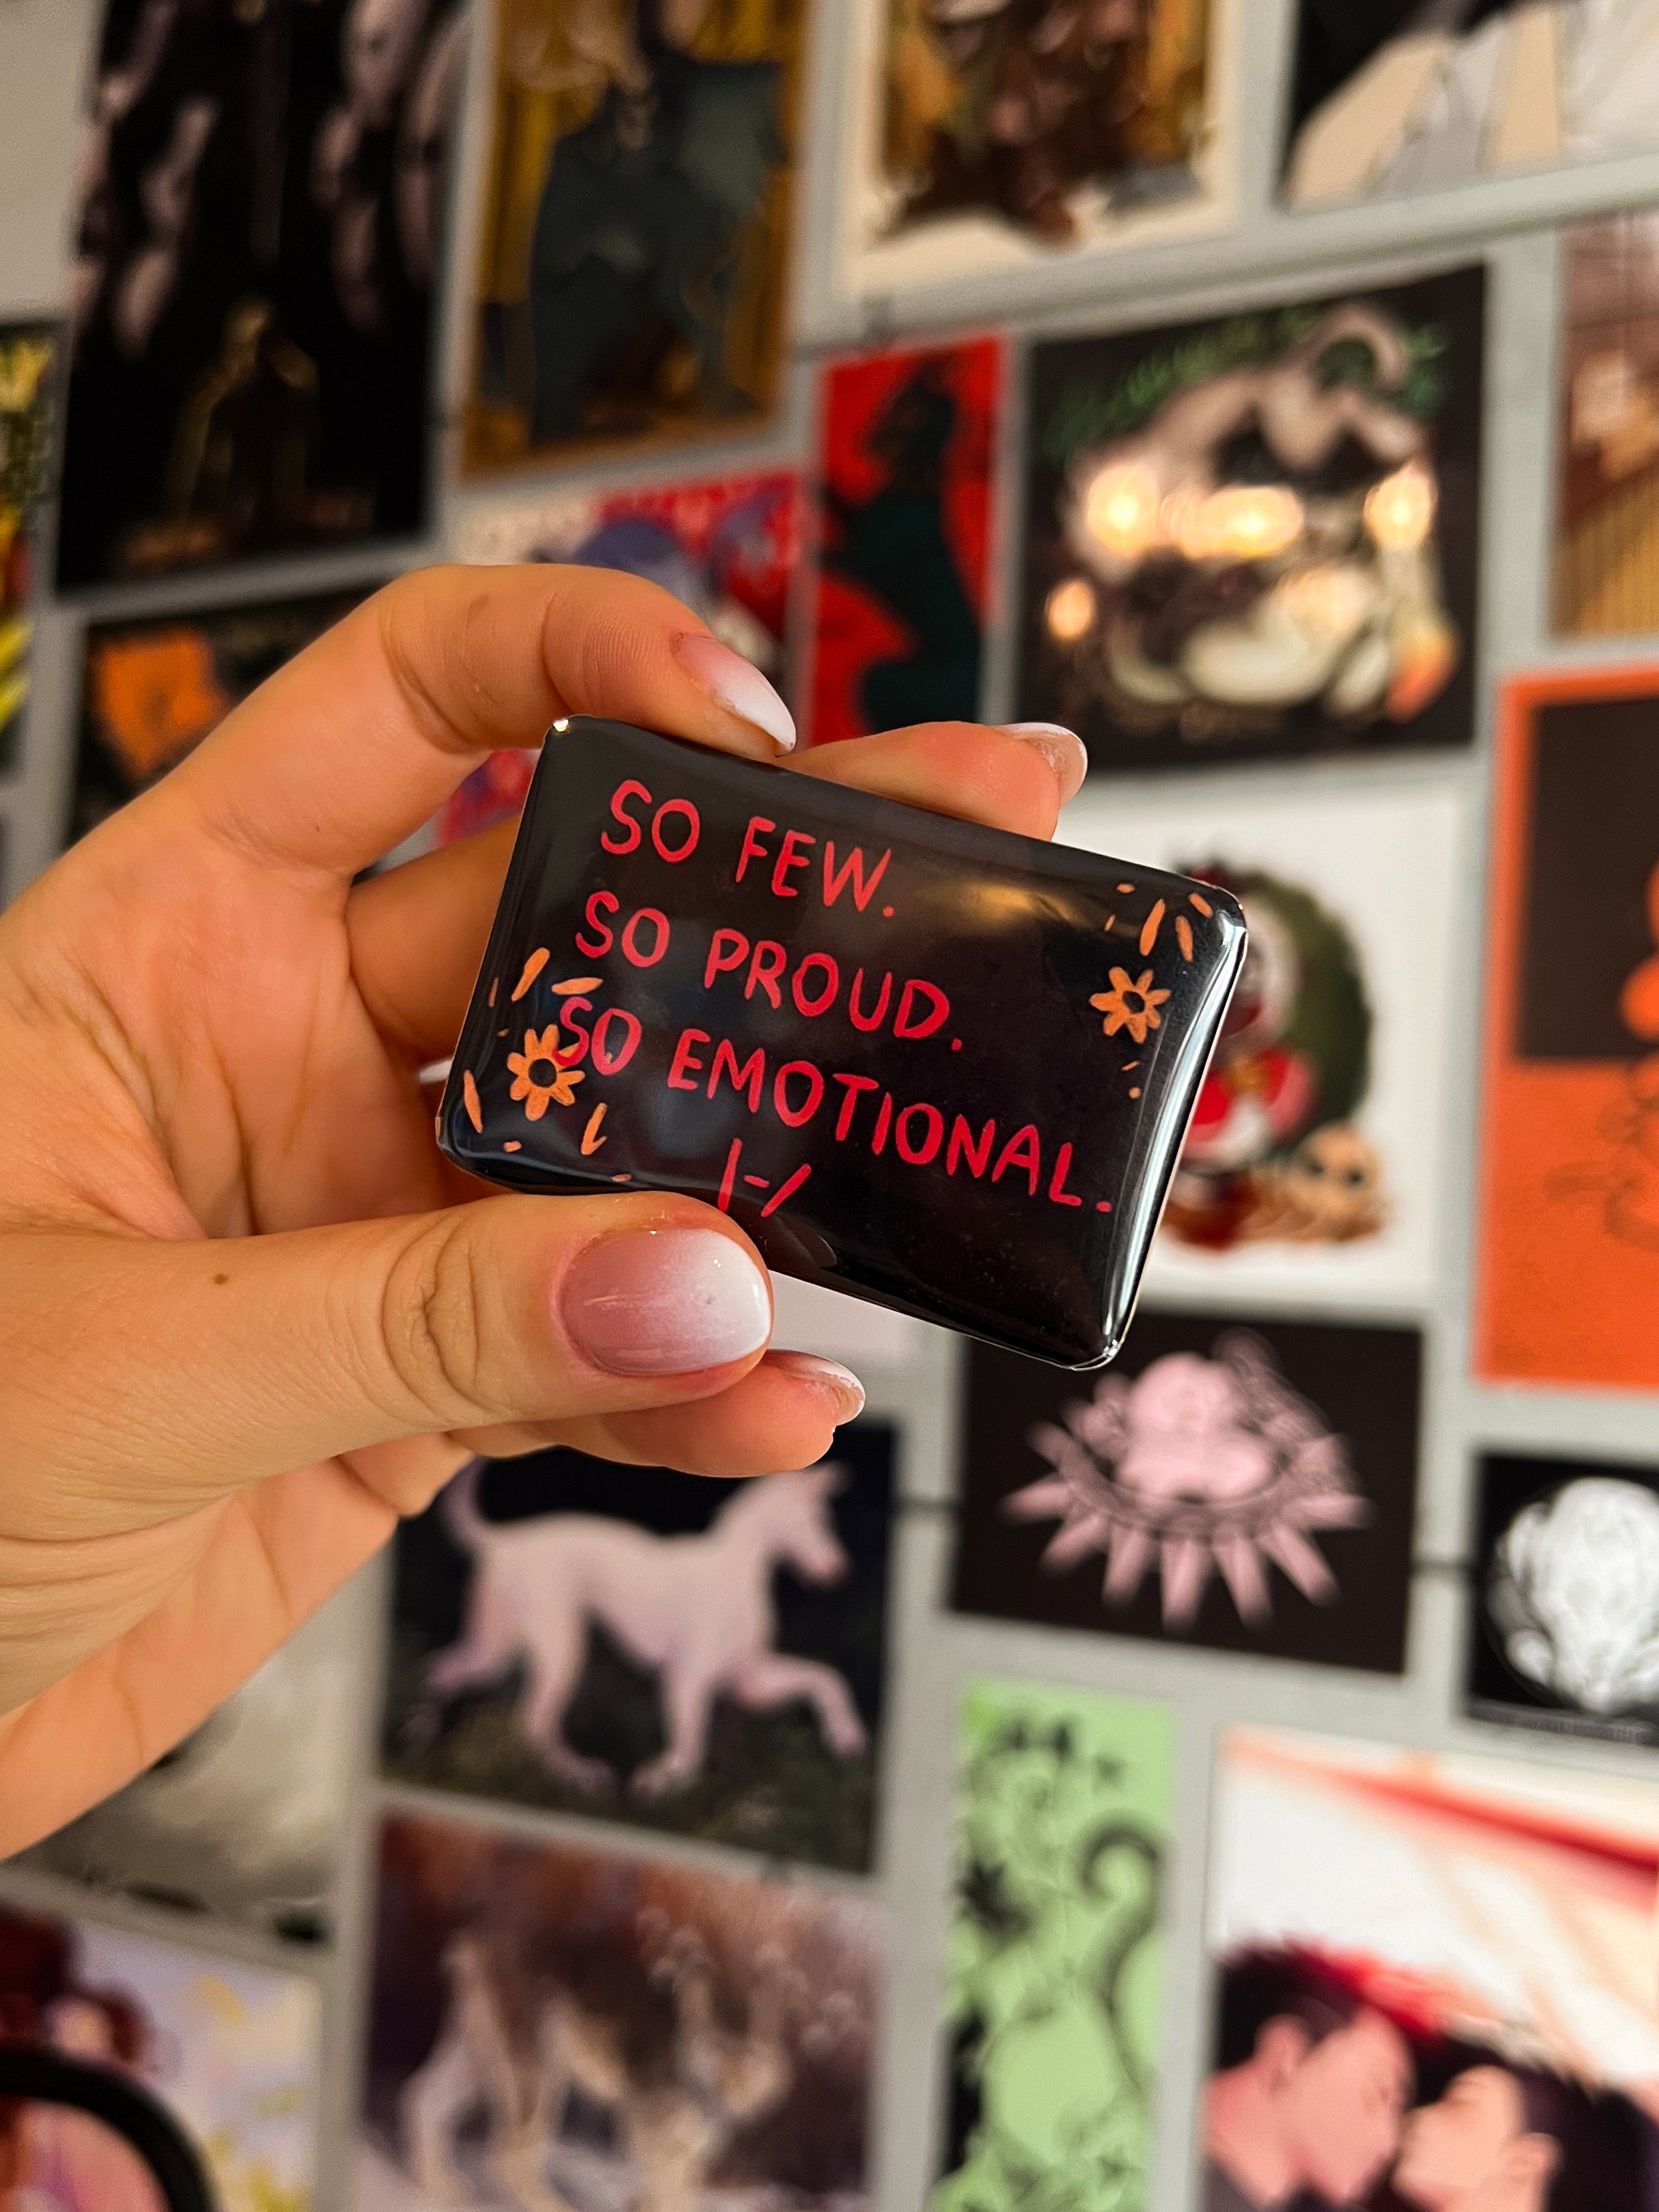 SO FEW.
SO PROUD.
SO EMOTIONAL.